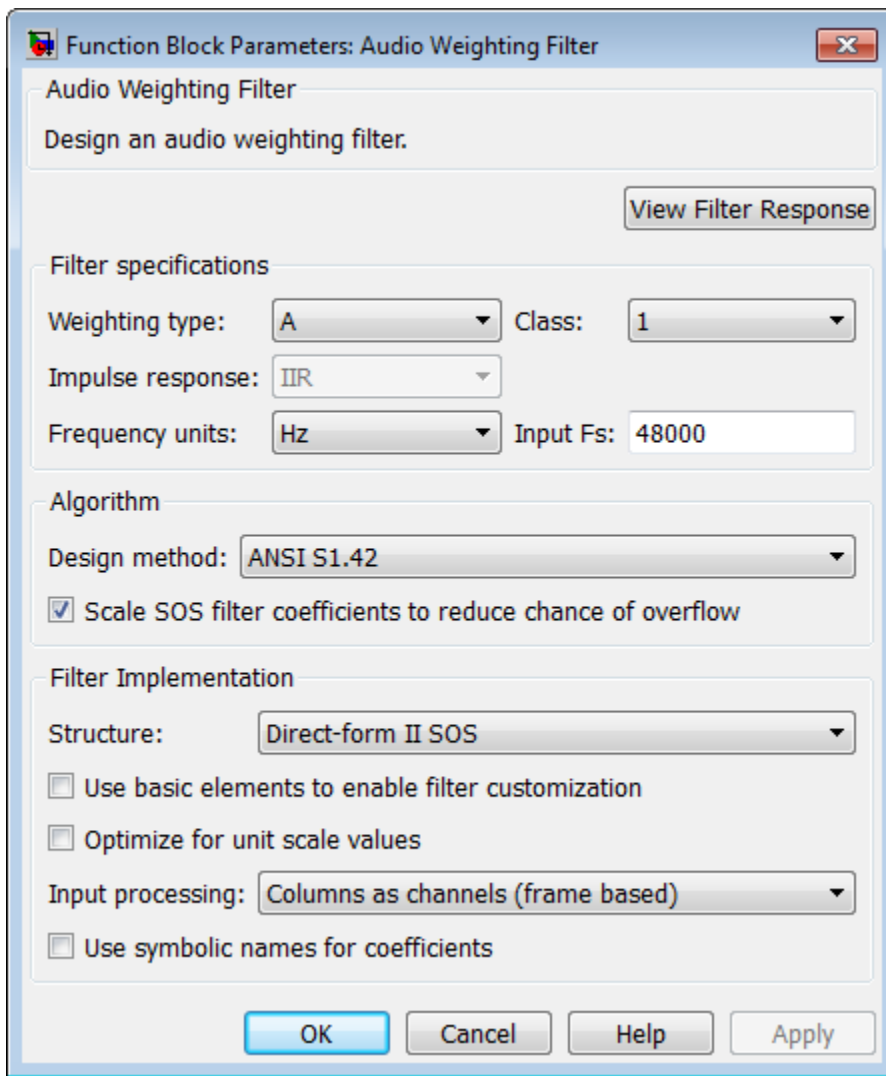 Function Block Parameters: Audio Weighting Filter
Audio Weighting Filter
Design an audio weighting filter.
View Filter Response
Filter specifications
Weighting type: A Class: 1
Impulse response: IIR
Frequency units: Hz Input Fs: 48000
Algorithm
Design method: ANSI S1.42
Scale SOS filter coefficients to reduce chance of overflow
Filter Implementation
Structure: Direct-form II SOS
Use basic elements to enable filter customization
Optimize for unit scale values
Input processing: Columns as channels (frame based)
Use symbolic names for coefficients
OK Cancel Help Apply